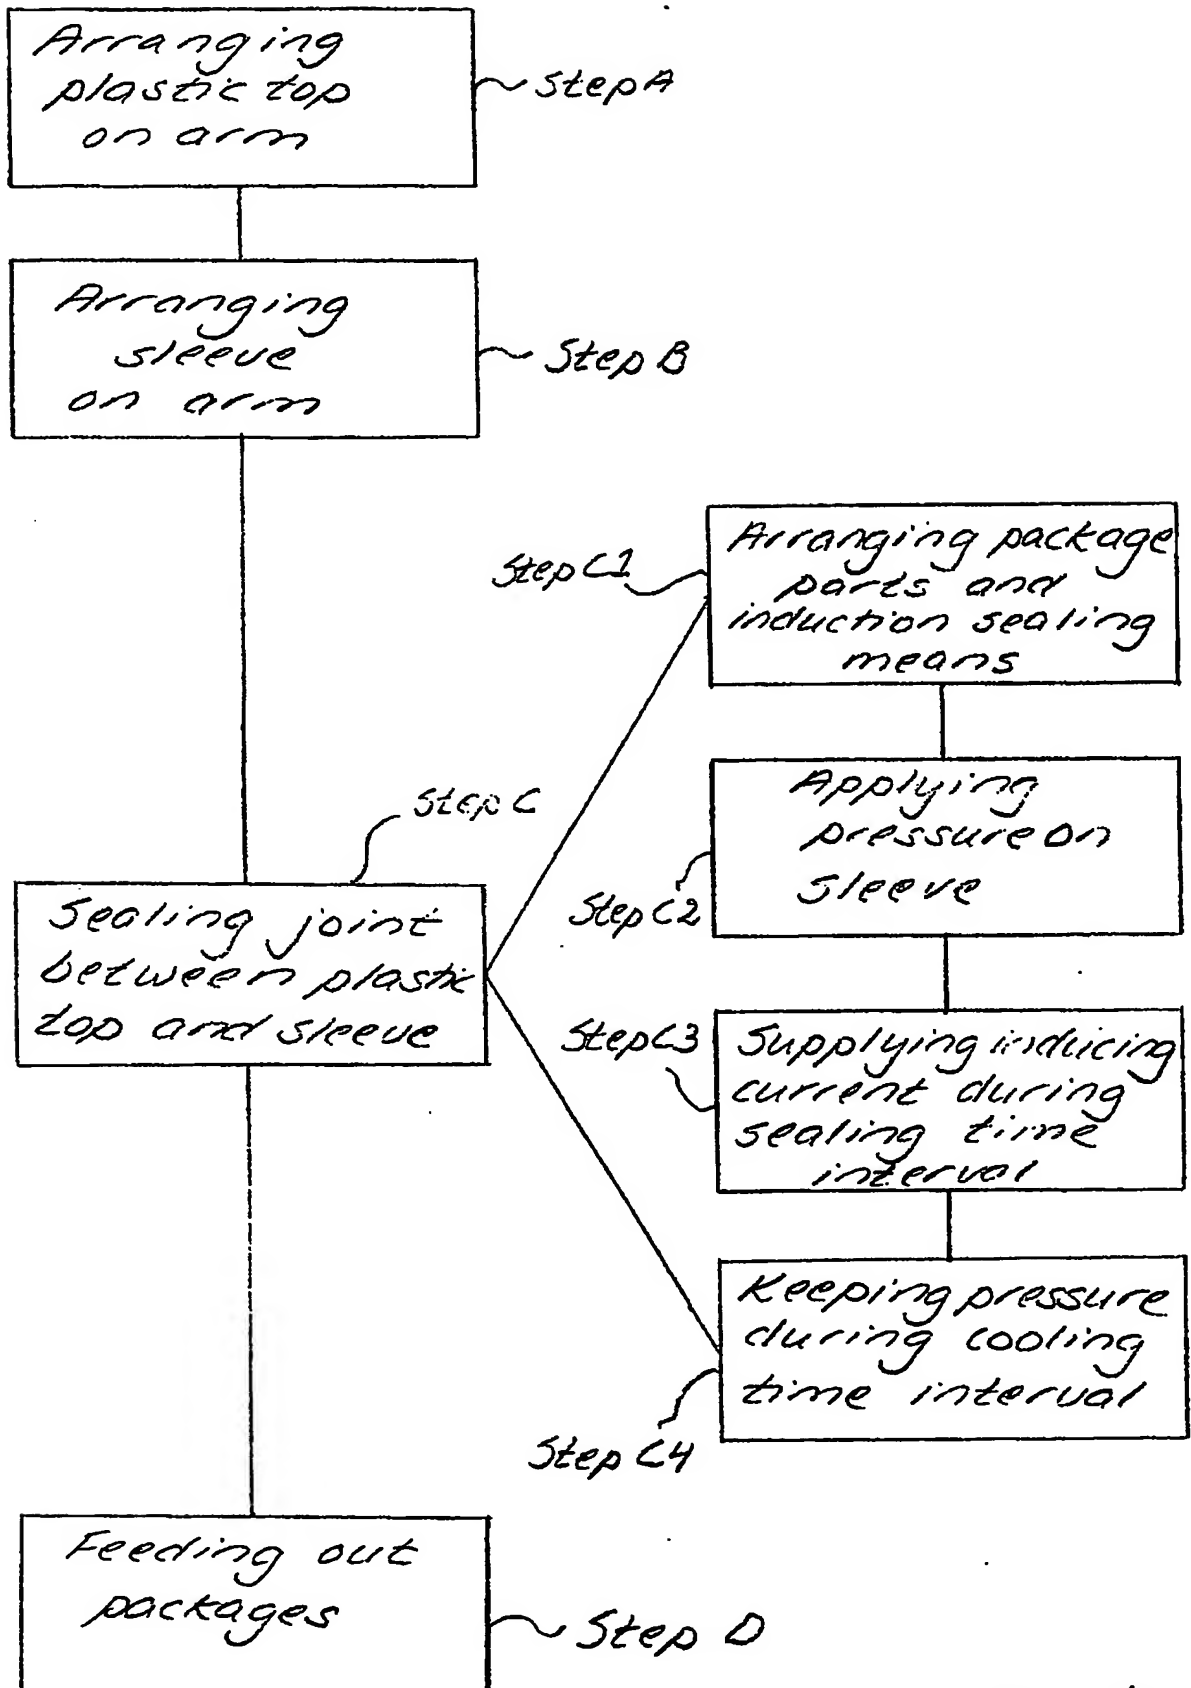 Arranging
plastic top
on arm
Step A
Arranging
sleeve
on arm
Step B
Step C
Sealing joint
between plastic
top and sleeve
Step C1
Arranging package
parts and
induction sealing
means
Applying
pressure on
sleeve
Step C2
Step C3
Supplying inducing
current during
sealing time
interval
Keeping pressure
during cooling
time interval
Step C4
Feeding out
packages
Step D